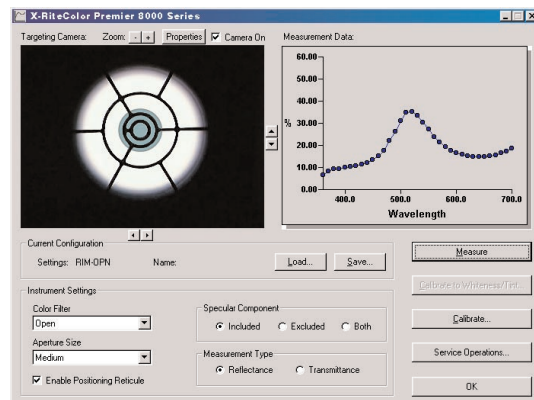 X-RiteColor Premier 8000 Series
Targeting Camera: Zoom: - + Properties Camera On
Measurement Data:
60.00
50.00
40.00
%
30.00
20.00
10.00
0.00
400.0 500.0 600.0 700.0
Wavelength
Current Configuration
Settings: RIM-OPN Name: Load... Save...
Instrument Settings
Color Filter
Open
Aperture Size
Medium
Enable Positioning Reticule
Specular Component
Included Excluded Both
Measurement Type
Reflectance Transmittance
Measure
Calibrate to Whiteness/Tint...
Calibrate...
Service Operations...
OK